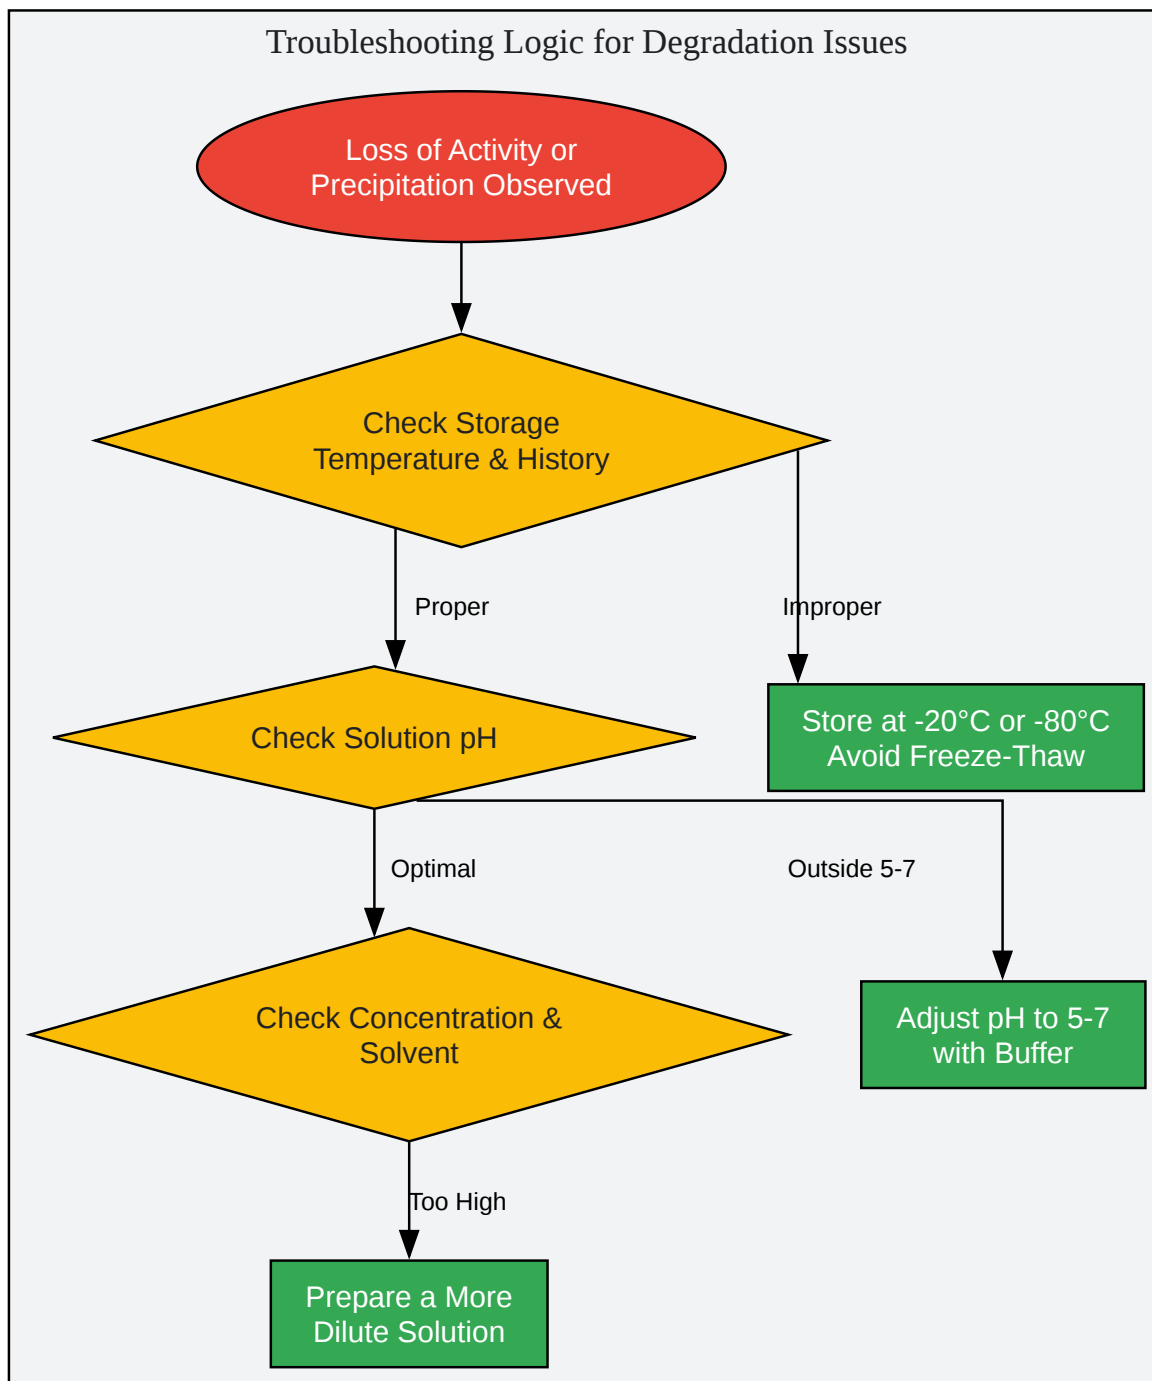 Troubleshooting Logic for Degradation Issues
Loss of Activity or
Precipitation Observed
Check Storage
Temperature & History
Proper
Improper
Check Solution pH
Store at -20°C or -80°C
Avoid Freeze-Thaw
Optimal
Outside 5-7
Check Concentration &
Solvent
Adjust pH to 5-7
with Buffer
Too High
Prepare a More
Dilute Solution